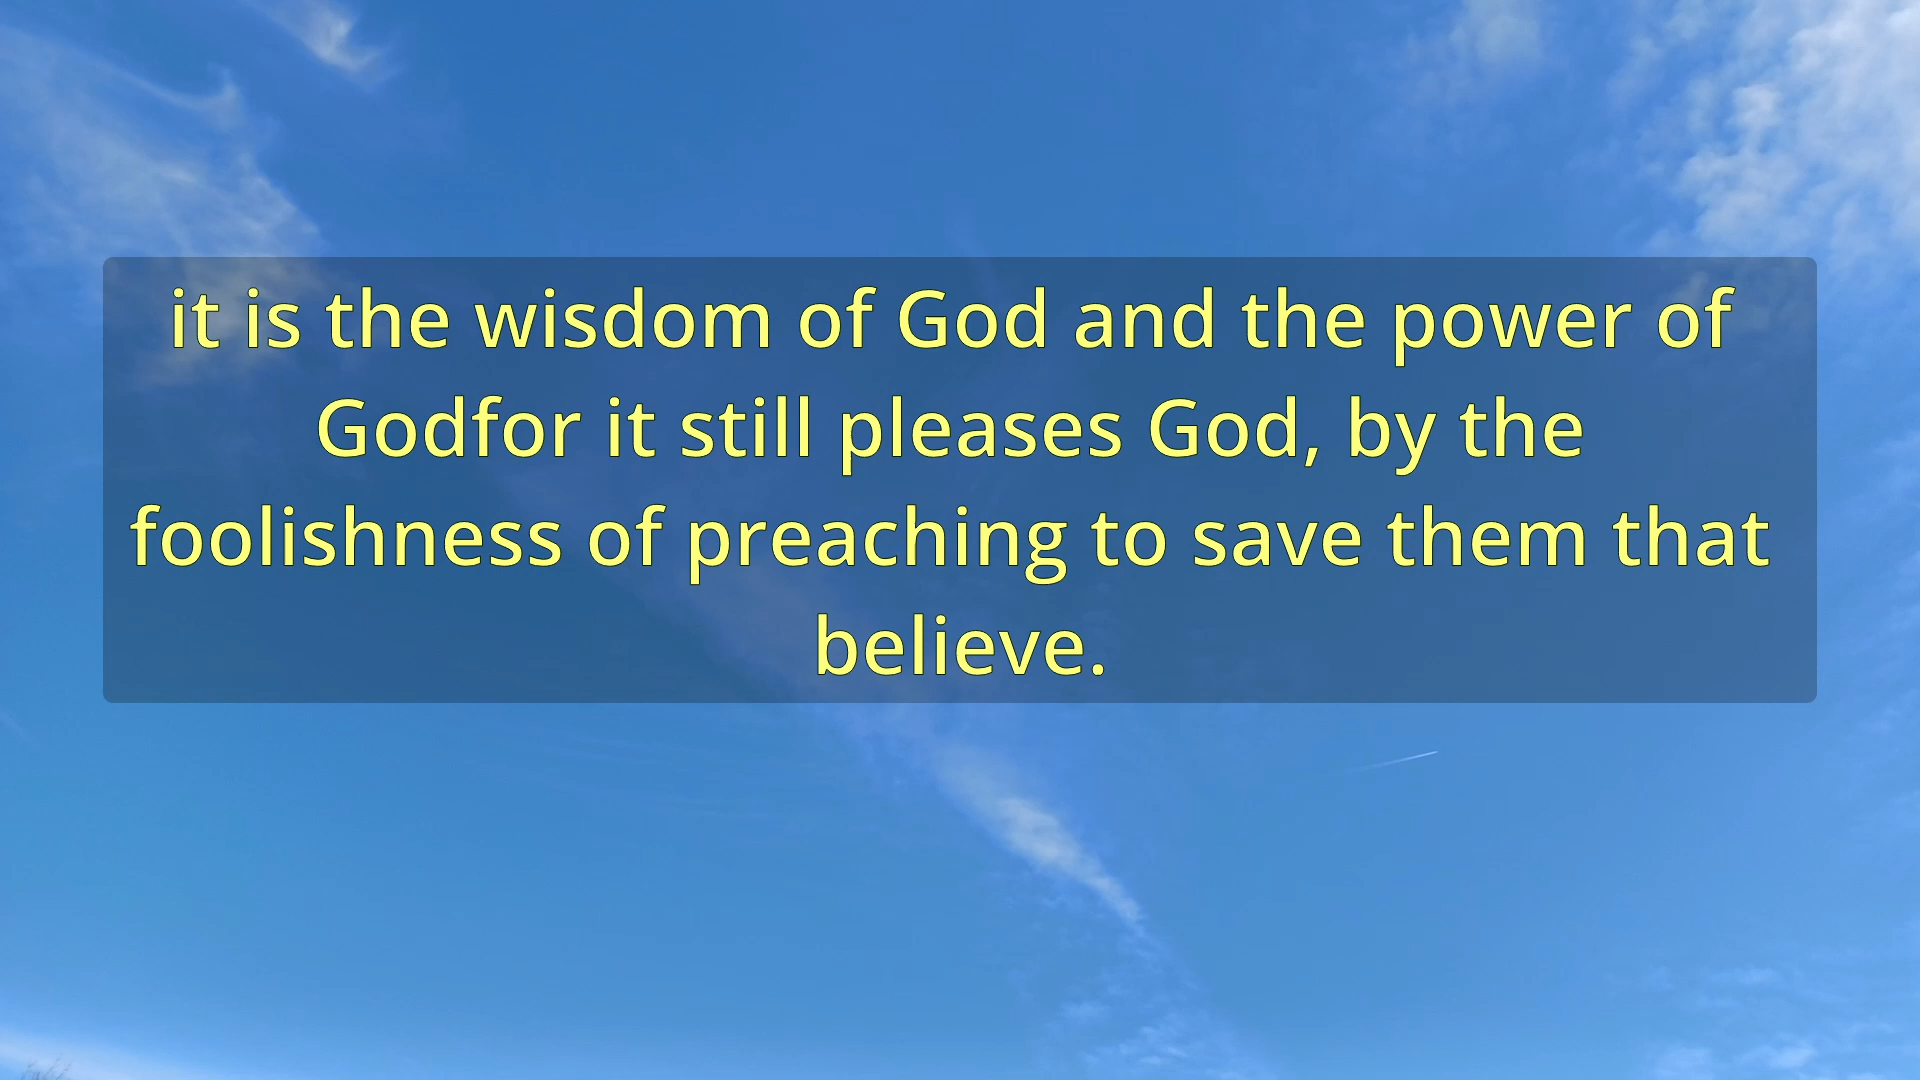 it is the wisdom of God and the power of
Godfor it still pleases God, by the
foolishness of preaching to save them that
believe.